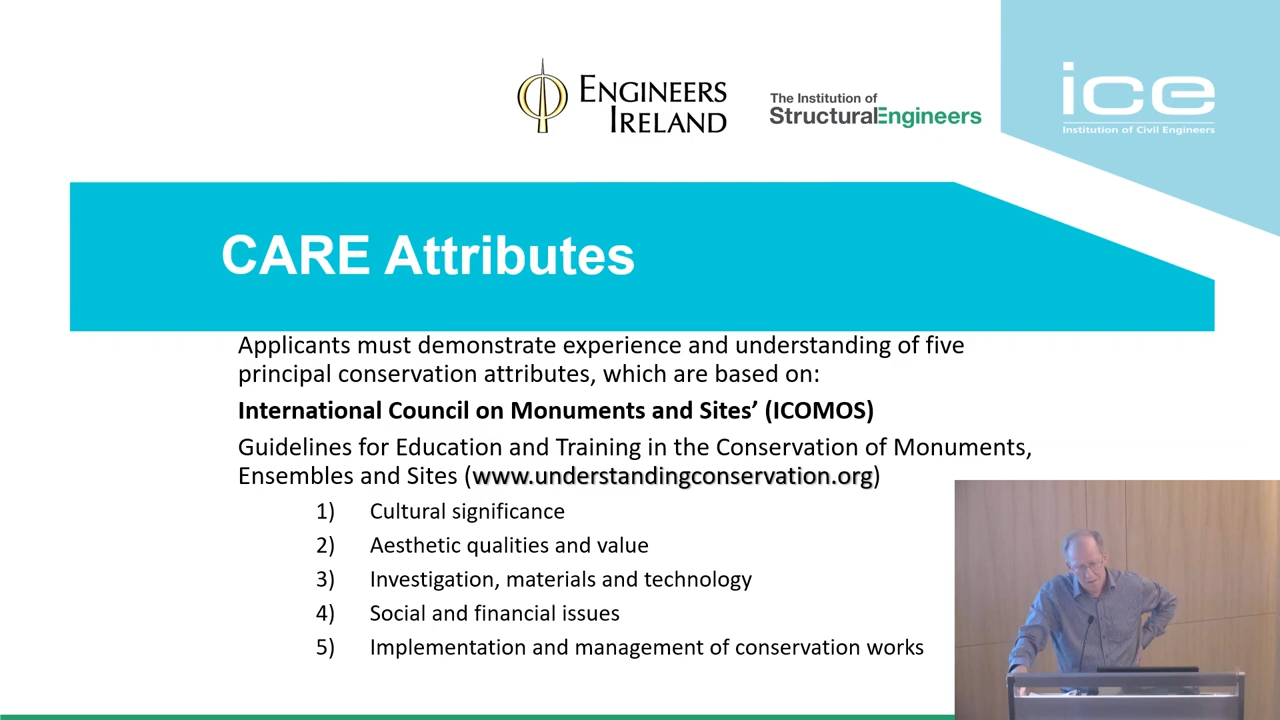 ENGINEERS
IRELAND
The Institution of
StructuralEngineers
ice
Institution of Civil Engineers
CARE Attributes
Applicants must demonstrate experience and understanding of five
principal conservation attributes, which are based on:
International Council on Monuments and Sites’ (ICOMOS)
Guidelines for Education and Training in the Conservation of Monuments,
Ensembles and Sites (www.understandingconservation.org)
1) Cultural significance
2) Aesthetic qualities and value
3) Investigation, materials and technology
4) Social and financial issues
5) Implementation and management of conservation works